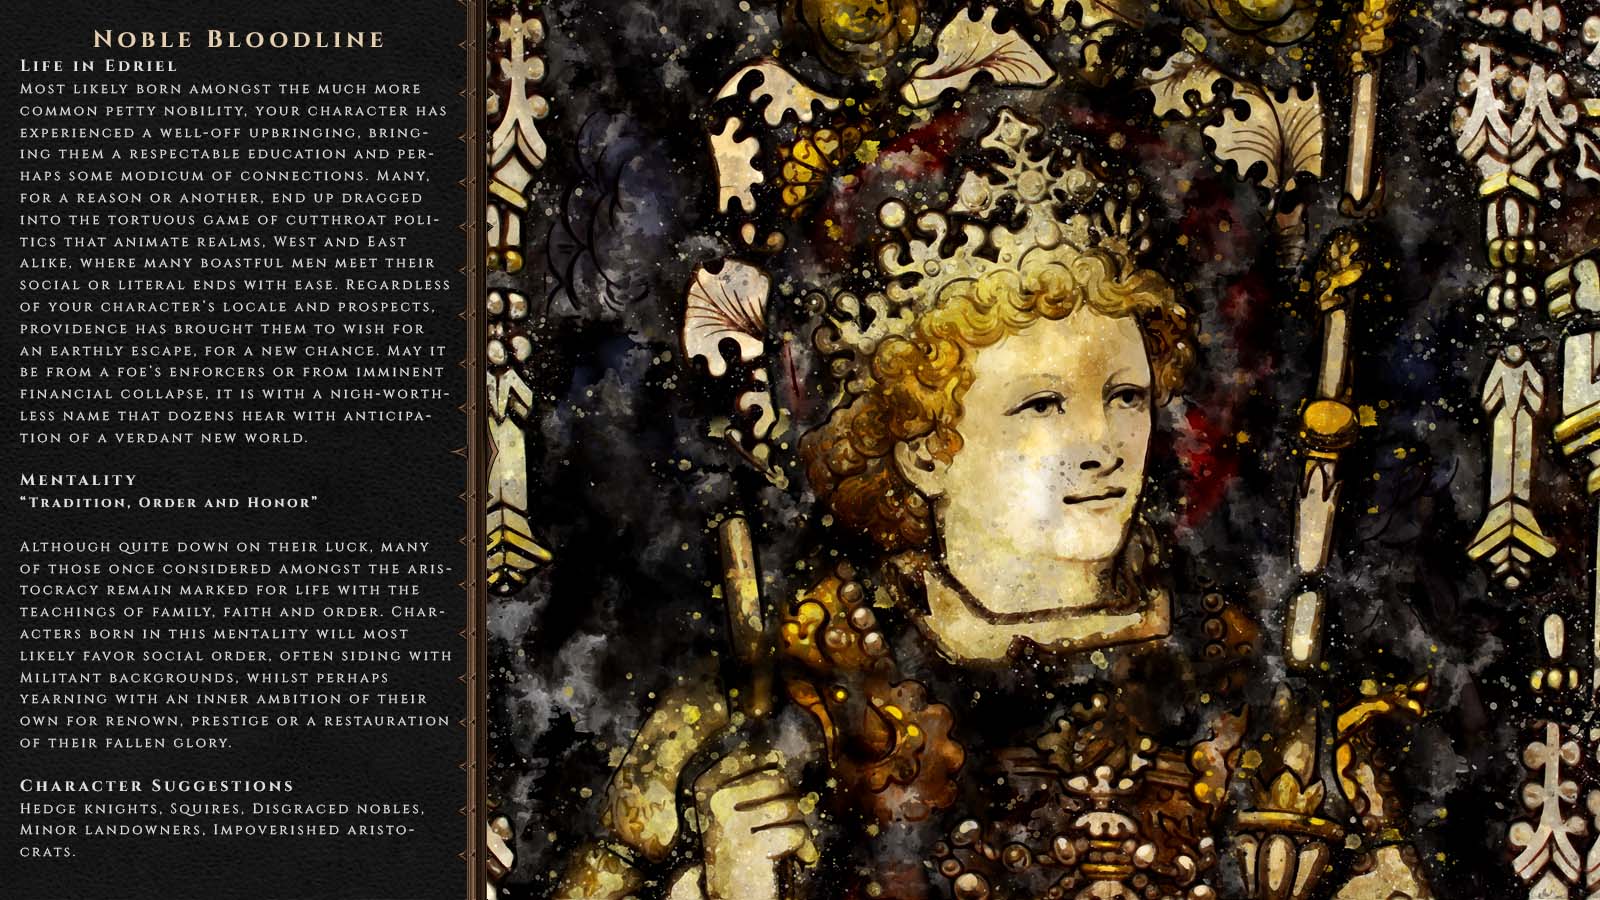 Noble Bloodline
Life in Edriel
Most likely born amongst the much more
common petty nobility, your character has
experienced a well-off upbringing, bring-
ing them a respectable education and per-
haps some modicum of connections. Many,
for a reason or another, end up dragged
into the tortuous game of cutthroat poli-
tics that animate realms, West and East
alike, where many boastful men meet their
social or literal ends with ease. Regardless
of your character's locale and prospects,
providence has brought them to wish for
an earthly escape, for a new chance. May it
be from a foe's enforcers or from imminent
financial collapse, it is with a nigh-worth-
less name that dozens hear with anticipa-
tion of a verdant new world.
Mentality
“Tradition, Order and Honor”
Although quite down on their luck, many
of those once considered amongst the aris-
tocracy remain marked for life with the
teachings of family, faith and order. Char-
acters born in this mentality will most
likely favor social order, often siding with
Militant backgrounds, whilst perhaps
yearning with an inner ambition of their
own for renown, prestige or a restauration
of their fallen glory.
Character Suggestions
Hedge knights, Squires, Disgraced nobles,
Minor landowners, Impoverished aristo-
crats.